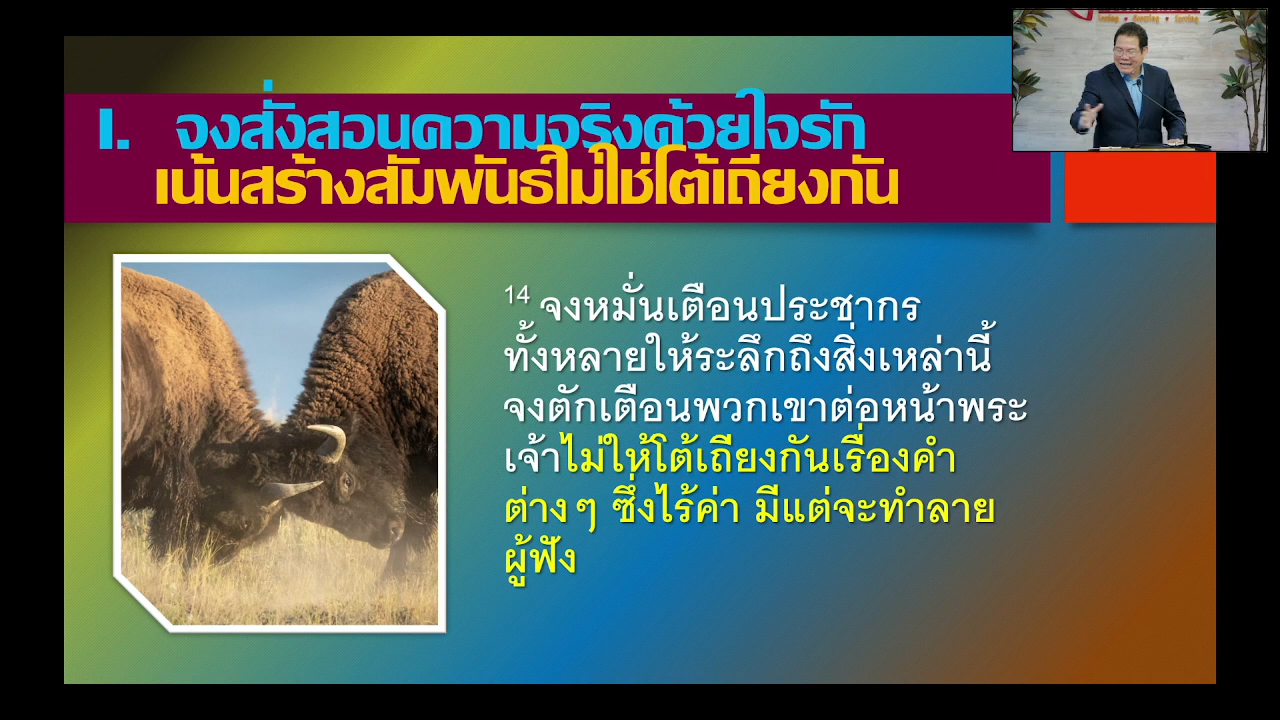 I. จงสั่งสอนความจริงด้วยใจรัก
เน้นสร้างสัมพันธ์ไม่ใช่โต้เถียงกัน
14 จงหมั่นเตือนประชากร
ทั้งหลายให้ระลึกถึงสิ่งเหล่านี้
จงตักเตือนพวกเขาต่อหน้าพระ
เจ้าไม่ให้โต้เถียงกันเรื่องคำ
ต่างๆ ซึ่งไร้ค่า มีแต่จะทำลาย
ผู้ฟัง